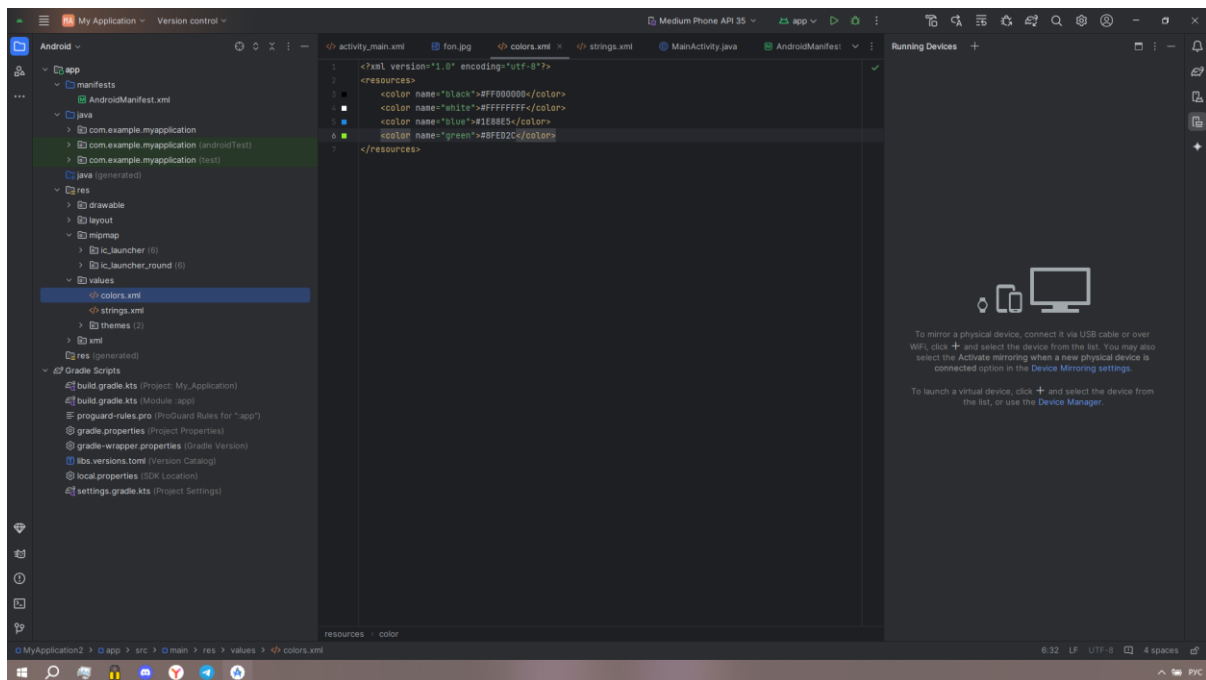 MA My Application Version control Medium Phone API 35 app
Android
activity_main.xml fon.jpg colors.xml strings.xml MainActivity.java AndroidManifest
Running Devices
app
manifests
AndroidManifest.xml
java
com.example.myapplication
com.example.myapplication (androidTest)
com.example.myapplication (test)
java (generated)
res
drawable
layout
mipmap
ic_launcher (6)
ic_launcher_round (6)
values
colors.xml
strings.xml
themes (2)
xml
res (generated)
Gradle Scripts
build.gradle.kts (Project: My_Application)
build.gradle.kts (Module :app)
proguard-rules.pro (ProGuard Rules for ":app")
gradle.properties (Project Properties)
gradle-wrapper.properties (Gradle Version)
libs.versions.toml (Version Catalog)
local.properties (SDK Location)
settings.gradle.kts (Project Settings)
1 <?xml version="1.0" encoding="utf-8"?>
2 <resources>
3 <color name="black">#FF000000</color>
4 <color name="white">#FFFFFFFF</color>
5 <color name="blue">#1E88E5</color>
6 <color name="green">#8FED2C</color>
7 </resources>
To mirror a physical device, connect it via USB cable or over
WiFi, click + and select the device from the list. You may also
select the Activate mirroring when a new physical device is
connected option in the Device Mirroring settings.
To launch a virtual device, click + and select the device from
the list, or use the Device Manager.
resources › color
MyApplication2 > app > src > main > res > values > colors.xml 6:32 LF UTF-8 4 spaces
РУС